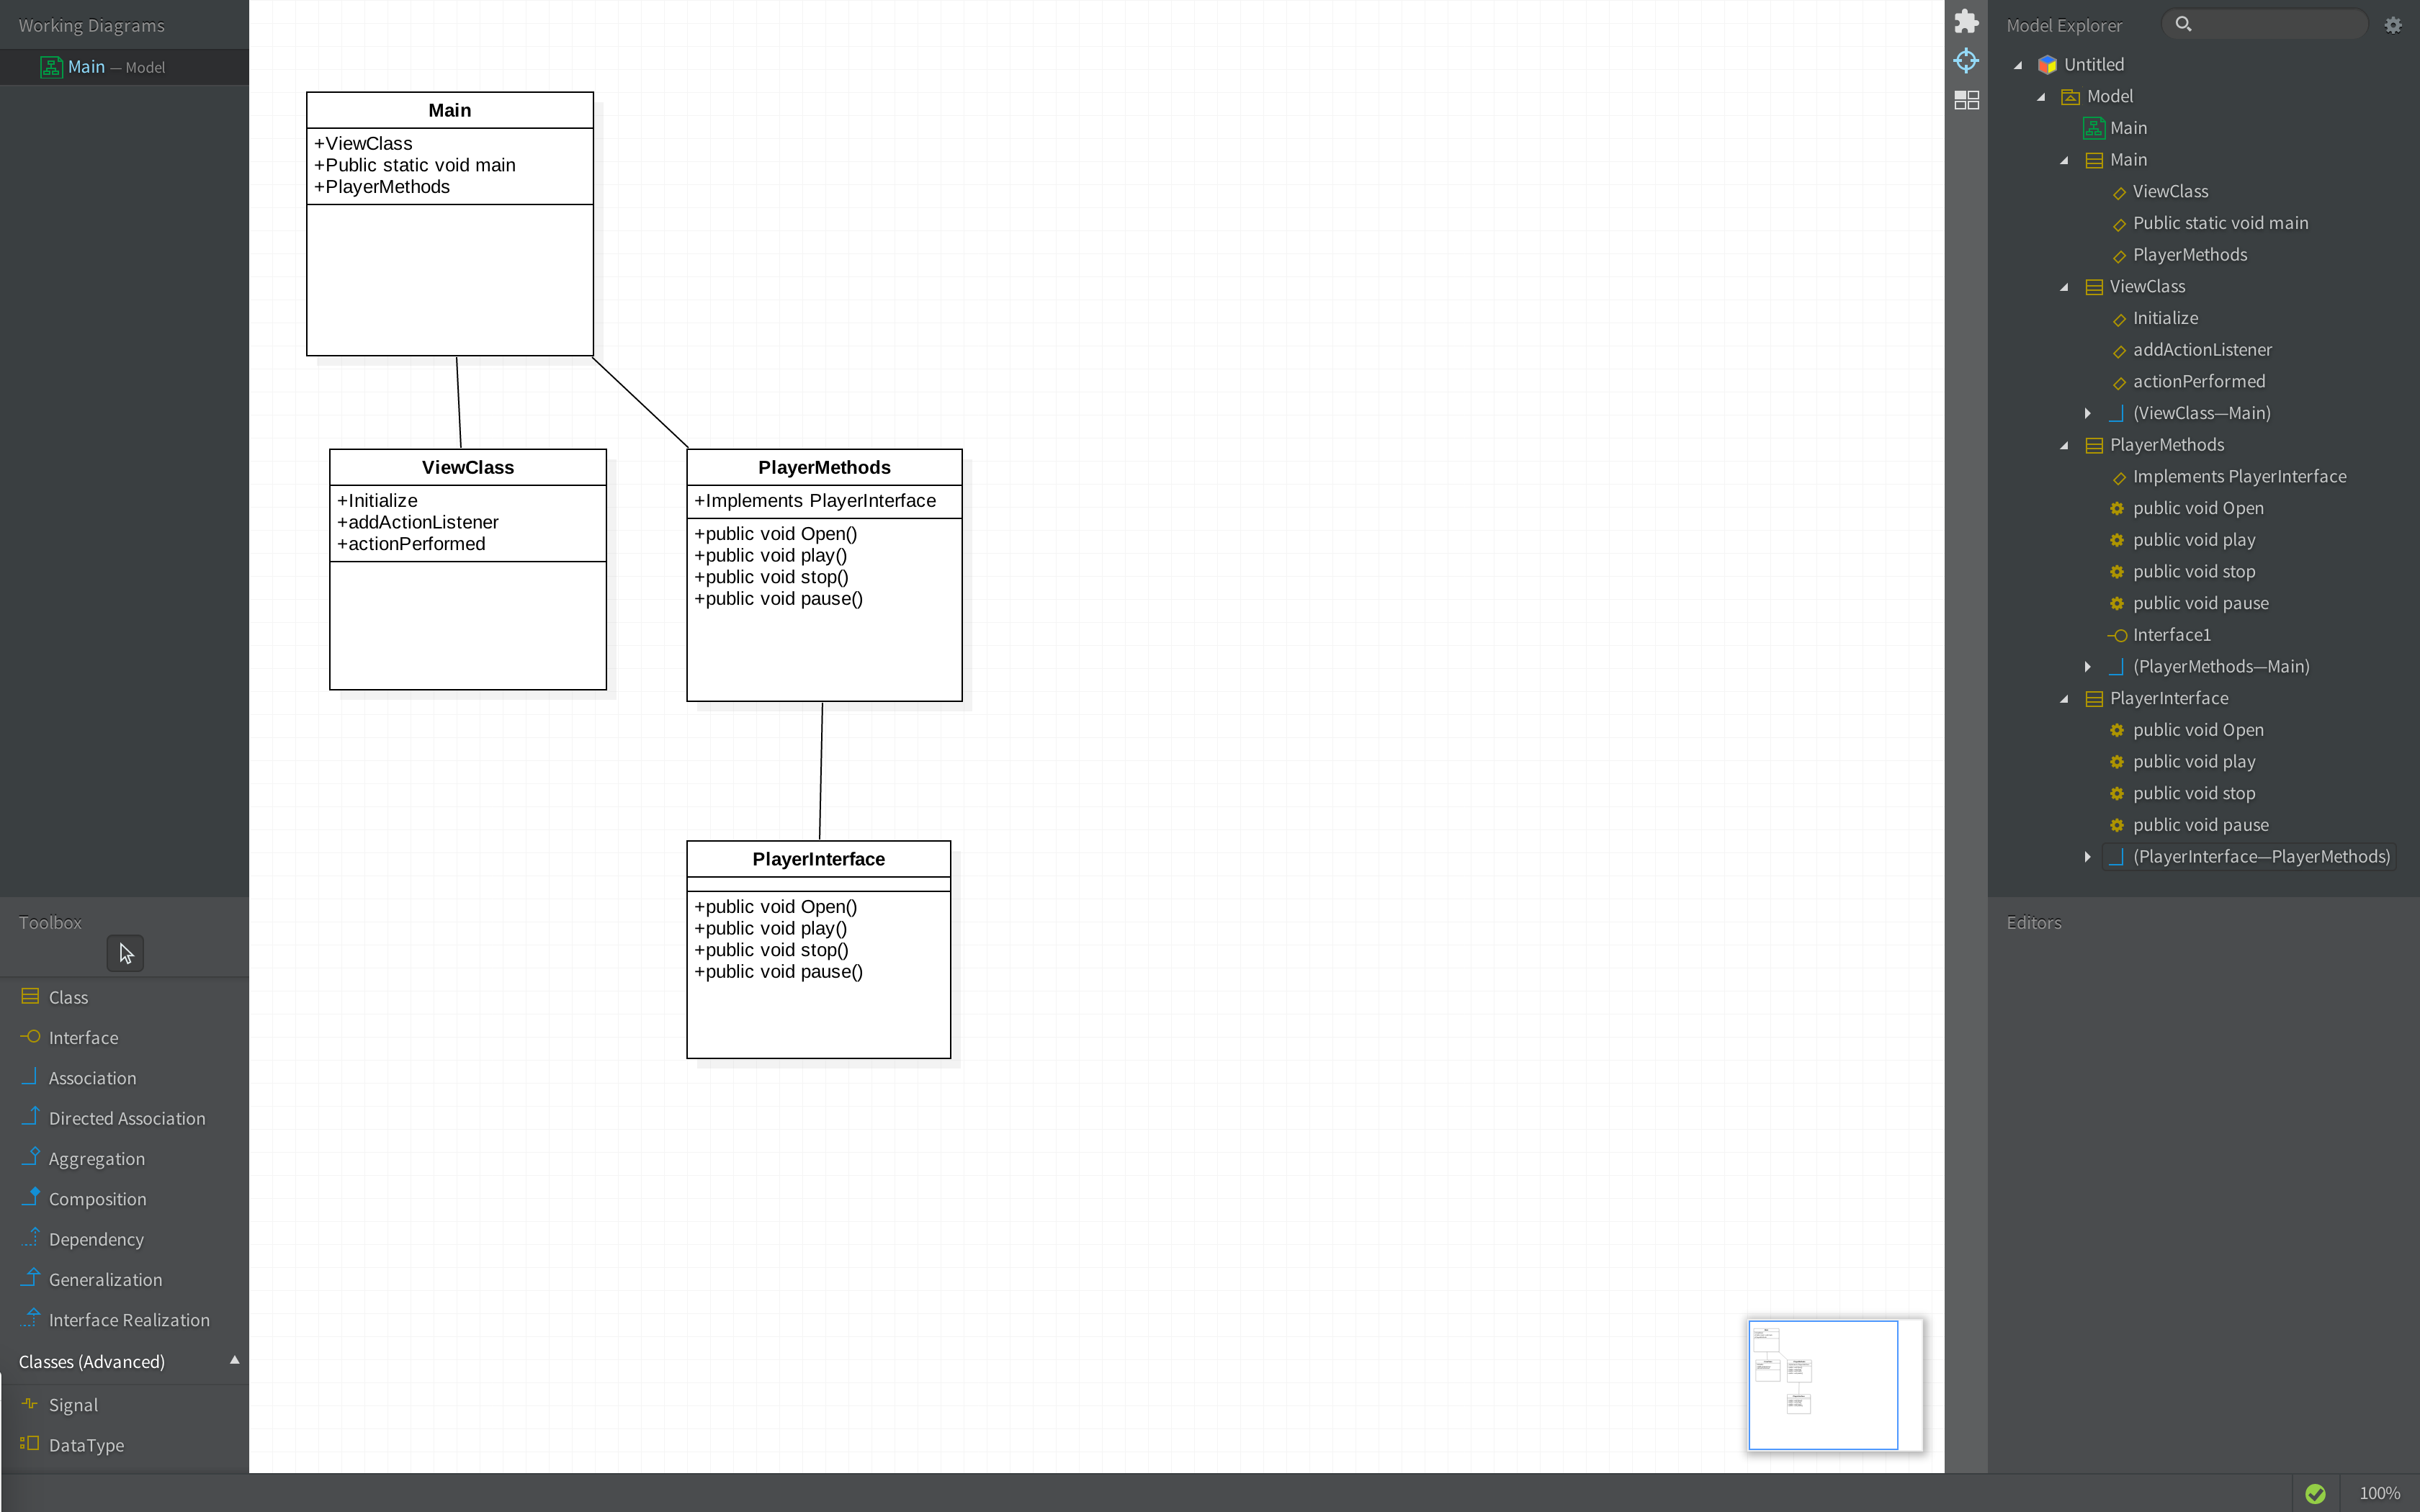 Working Diagrams
Main — Model
Toolbox
Class
Interface
Association
Directed Association
Aggregation
Composition
Dependency
Generalization
Interface Realization
Classes (Advanced)
Signal
DataType
Main
+ViewClass
+Public static void main
+PlayerMethods
ViewClass
+Initialize
+addActionListener
+actionPerformed
PlayerMethods
+Implements PlayerInterface
+public void Open()
+public void play()
+public void stop()
+public void pause()
PlayerInterface
+public void Open()
+public void play()
+public void stop()
+public void pause()
Model Explorer
Untitled
Model
Main
Main
ViewClass
Public static void main
PlayerMethods
ViewClass
Initialize
addActionListener
actionPerformed
(ViewClass—Main)
PlayerMethods
Implements PlayerInterface
public void Open
public void play
public void stop
public void pause
Interface1
(PlayerMethods—Main)
PlayerInterface
public void Open
public void play
public void stop
public void pause
(PlayerInterface—PlayerMethods)
Editors
100%